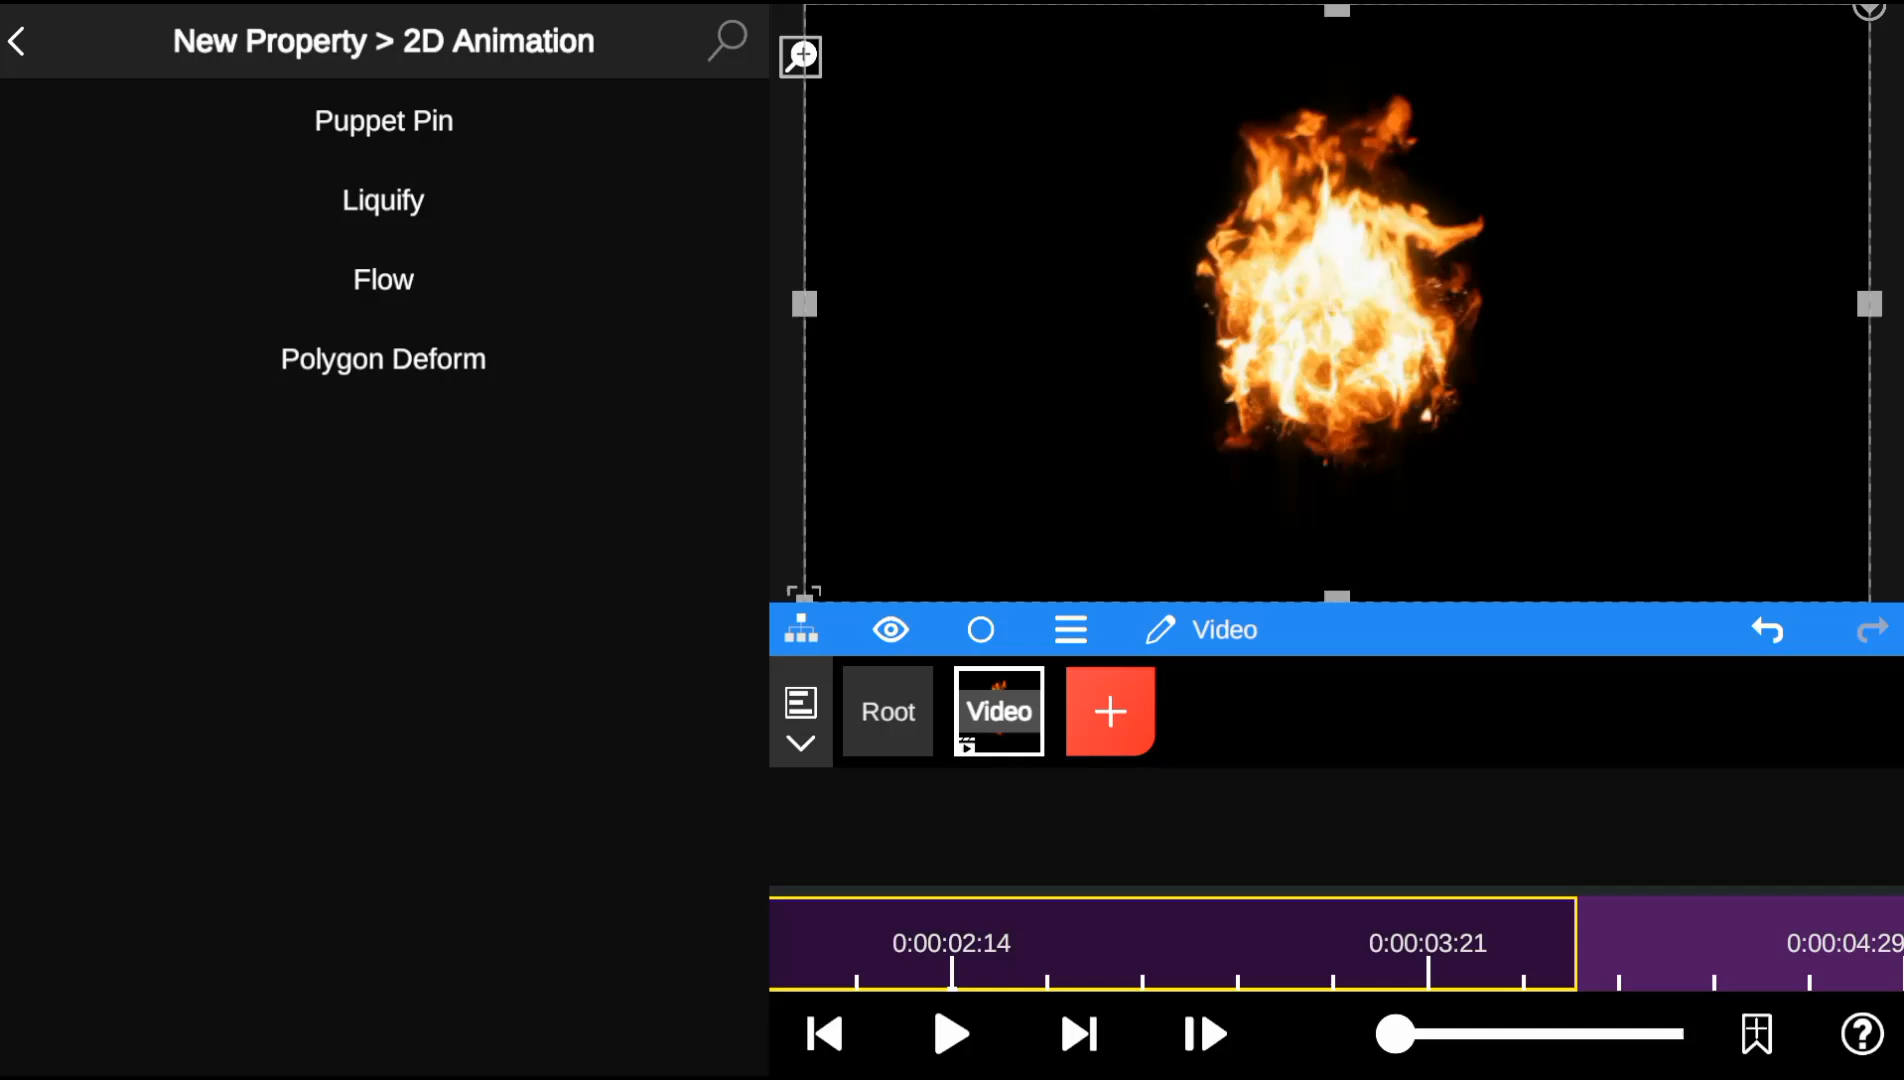 New Property > 2D Animation
Puppet Pin
Liquify
Flow
Polygon Deform
Video
Root
Video
0:00:02:14
0:00:03:21
0:00:04:29